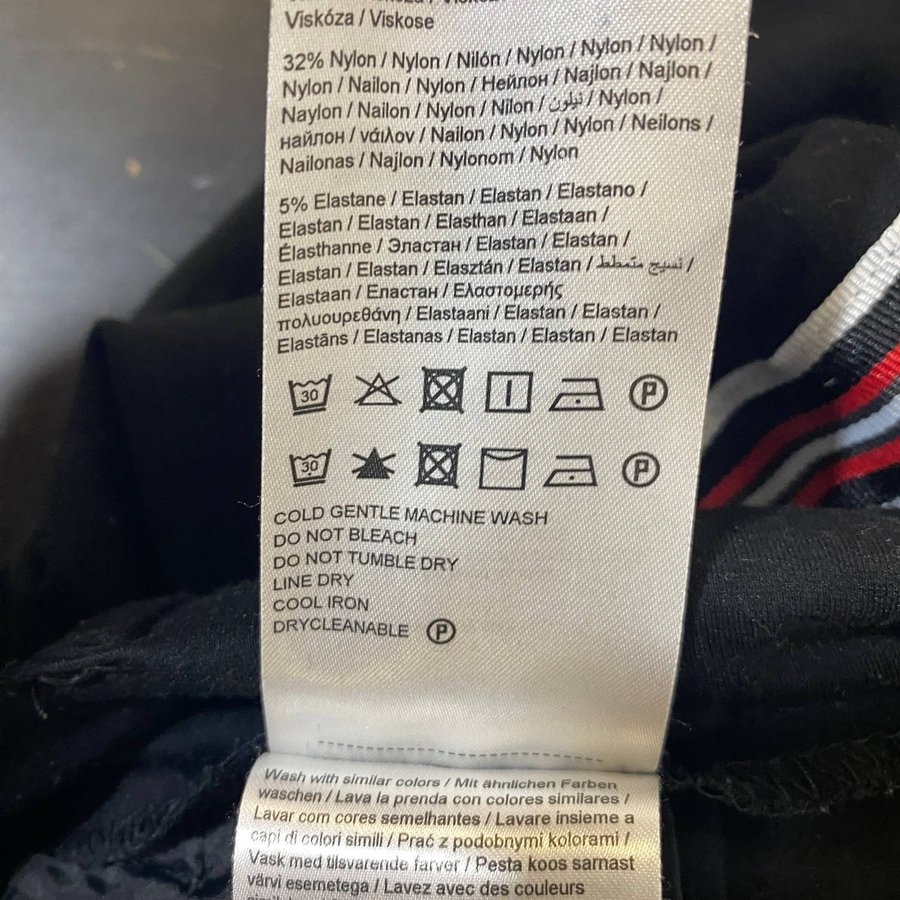 Viskóza / Viskose
32% Nylon / Nylon / Nilón / Nylon / Nylon / Nylon /
Nylon / Nailon / Nylon / Нейлон / Najlon / Najlon /
Naylon / Nailon / Nylon / Nilon / نيلون / Nylon /
найлон / νάιλον / Nailon / Nylon / Nylon / Neilons /
Nailonas / Najlon / Nylonom / Nylon
5% Elastane / Elastan / Elastan / Elastano /
Elastan / Elastan / Elasthan / Elastaan /
Élasthanne / Эластан / Elastan / Elastan /
Elastan / Elastan / Elasztán / Elastan / نسيج متمطط /
Elastaan / Еластан / Ελαστομερής
πολυουρεθάνη / Elastaani / Elastan / Elastan /
Elastāns / Elastanas / Elastan / Elastan / Elastan
30 P
30 P
COLD GENTLE MACHINE WASH
DO NOT BLEACH
DO NOT TUMBLE DRY
LINE DRY
COOL IRON
DRYCLEANABLE P
Wash with similar colors / Mit ähnlichen Farben
waschen / Lava la prenda con colores similares /
Lavar com cores semelhantes / Lavare insieme a
capi di colori simili / Prać z podobnymi kolorami /
Vask med tilsvarende farver / Pesta koos sarnast
värvi esemetega / Lavez avec des couleurs